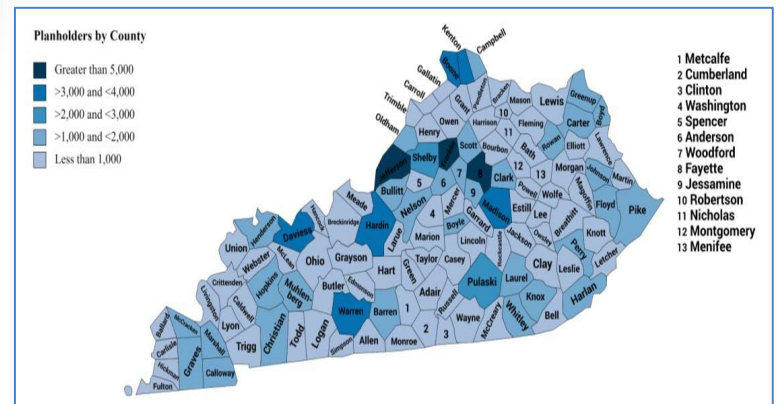 Planholders by County
Greater than 5,000
>3,000 and <4,000
>2,000 and <3,000
>1,000 and <2,000
Less than 1,000
Kenton
Campbell
Boone
Gallatin
Pendleton
Bracken
Carroll
Grant
Mason
Lewis
Greenup
Trimble
10
Boyd
Owen
Harrison
Fleming
Carter
Oldham
Henry
11
Rowan
Elliott
Lawrence
Scott
Bourbon
Bath
Jefferson
Shelby
12
Morgan
Johnson
Martin
7
8
Clark
13
Bullitt
5
6
9
Powell
Wolfe
Magoffin
Meade
Nelson
Mercer
Madison
Estill
Lee
Floyd
Pike
Hancock
Breckinridge
Hardin
4
Garrard
Breathitt
Henderson
Daviess
Larue
Marion
Boyle
Jackson
Owsley
Knott
Union
McLean
Lincoln
Rockcastle
Perry
Webster
Ohio
Grayson
Taylor
Casey
Letcher
Hart
Green
Clay
Leslie
Crittenden
Hopkins
Muhlen-
berg
Butler
Edmonson
Adair
Pulaski
Laurel
Livingston
Caldwell
Russell
Knox
Harlan
Ballard
McCracken
Lyon
Warren
Barren
1
Wayne
McCreary
Whitley
Bell
Marshall
Christian
Todd
Logan
2
Carlisle
Graves
Trigg
Simpson
Allen
Monroe
3
Hickman
Calloway
Fulton
1 Metcalfe
2 Cumberland
3 Clinton
4 Washington
5 Spencer
6 Anderson
7 Woodford
8 Fayette
9 Jessamine
10 Robertson
11 Nicholas
12 Montgomery
13 Menifee